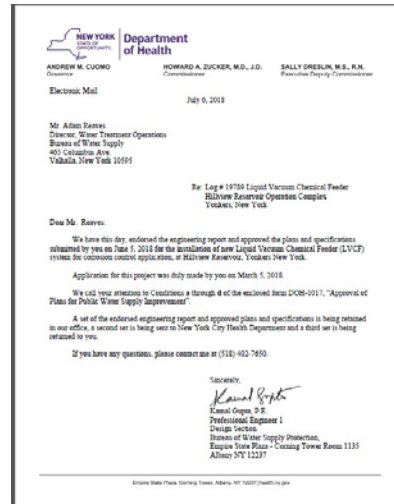 NEW YORK
STATE OF
OPPORTUNITY.
Department
of Health
ANDREW M. CUOMO
Governor
HOWARD A. ZUCKER, M.D., J.D.
Commissioner
SALLY DRESLIN, M.S., R.N.
Executive Deputy Commissioner
Electronic Mail
July 6, 2018
Mr. Adam Reaves
Director, Water Treatment Operations
Bureau of Water Supply
465 Columbus Ave.
Valhalla, New York 10595
Re: Log # 19789 Liquid Vacuum Chemical Feeder
Hillview Reservoir Operation Complex
Yonkers, New York
Dear Mr. Reaves:
We have this day, endorsed the engineering report and approved the plans and specifications
submitted by you on June 5, 2018 for the installation of new Liquid Vacuum Chemical Feeder (LVCF)
system for corrosion control application, at Hillview Reservoir, Yonkers New York.
Application for this project was duly made by you on March 5, 2018.
We call your attention to Conditions a through d of the enclosed form DOH-1017, "Approval of
Plans for Public Water Supply Improvement".
A set of the endorsed engineering report and approved plans and specifications is being retained
in our office, a second set is being sent to New York City Health Department and a third set is being
returned to you.
If you have any questions, please contact me at (518) 402-7650.
Sincerely,
Kamal Gupta
Kamal Gupta, P.E.
Professional Engineer 1
Design Section
Bureau of Water Supply Protection,
Empire State Plaza - Corning Tower Room 1135
Albany NY 12237
Empire State Plaza, Corning Tower, Albany, NY 12237 | health.ny.gov